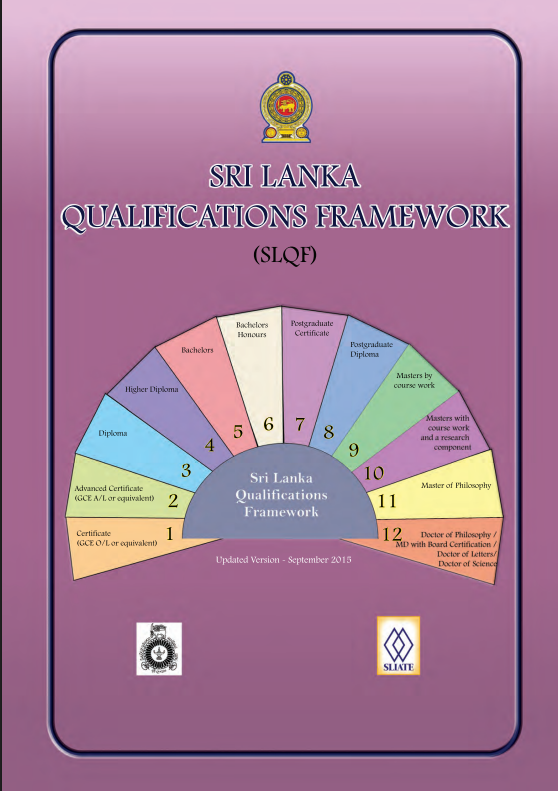 SRI LANKA
QUALIFICATIONS FRAMEWORK
(SLQF)
Certificate
(GCE O/L or equivalent)
1
Advanced Certificate
(GCE A/L or equivalent)
2
Diploma
3
Higher Diploma
4
Bachelors
5
Bachelors
Honours
6
Postgraduate
Certificate
7
Postgraduate
Diploma
8
Masters by
course work
9
Masters with
course work
and a research
component
10
Master of Philosophy
11
12
Doctor of Philosophy /
MD with Board Certification /
Doctor of Letters/
Doctor of Science
Sri Lanka
Qualifications
Framework
Updated Version - September 2015
SLIATE